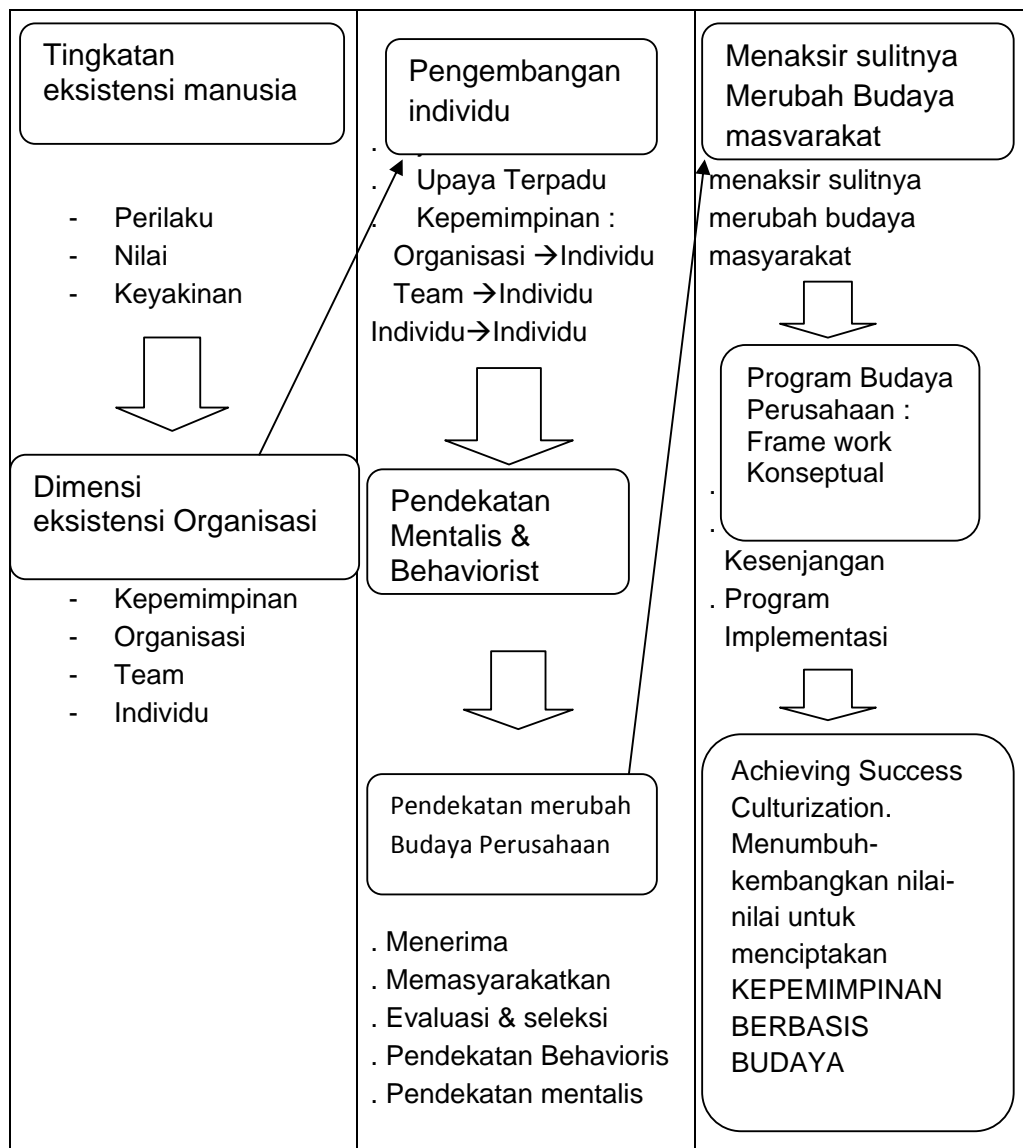 Tingkatan
eksistensi manusia
- Perilaku
- Nilai
- Keyakinan
Dimensi
eksistensi Organisasi
- Kepemimpinan
- Organisasi
- Team
- Individu
Pengembangan
individu
.
. Upaya Terpadu
. Kepemimpinan :
Organisasi →Individu
Team →Individu
Individu→Individu
Pendekatan
Mentalis &
Behaviorist
Pendekatan merubah
Budaya Perusahaan
. Menerima
. Memasyarakatkan
. Evaluasi & seleksi
. Pendekatan Behavioris
. Pendekatan mentalis
Menaksir sulitnya
Merubah Budaya
masyarakat
menaksir sulitnya
merubah budaya
masyarakat
Program Budaya
Perusahaan :
Frame work
Konseptual
.
.
Kesenjangan
. Program
Implementasi
Achieving Success
Culturization.
Menumbuh-
kembangkan nilai-
nilai untuk
menciptakan
KEPEMIMPINAN
BERBASIS
BUDAYA